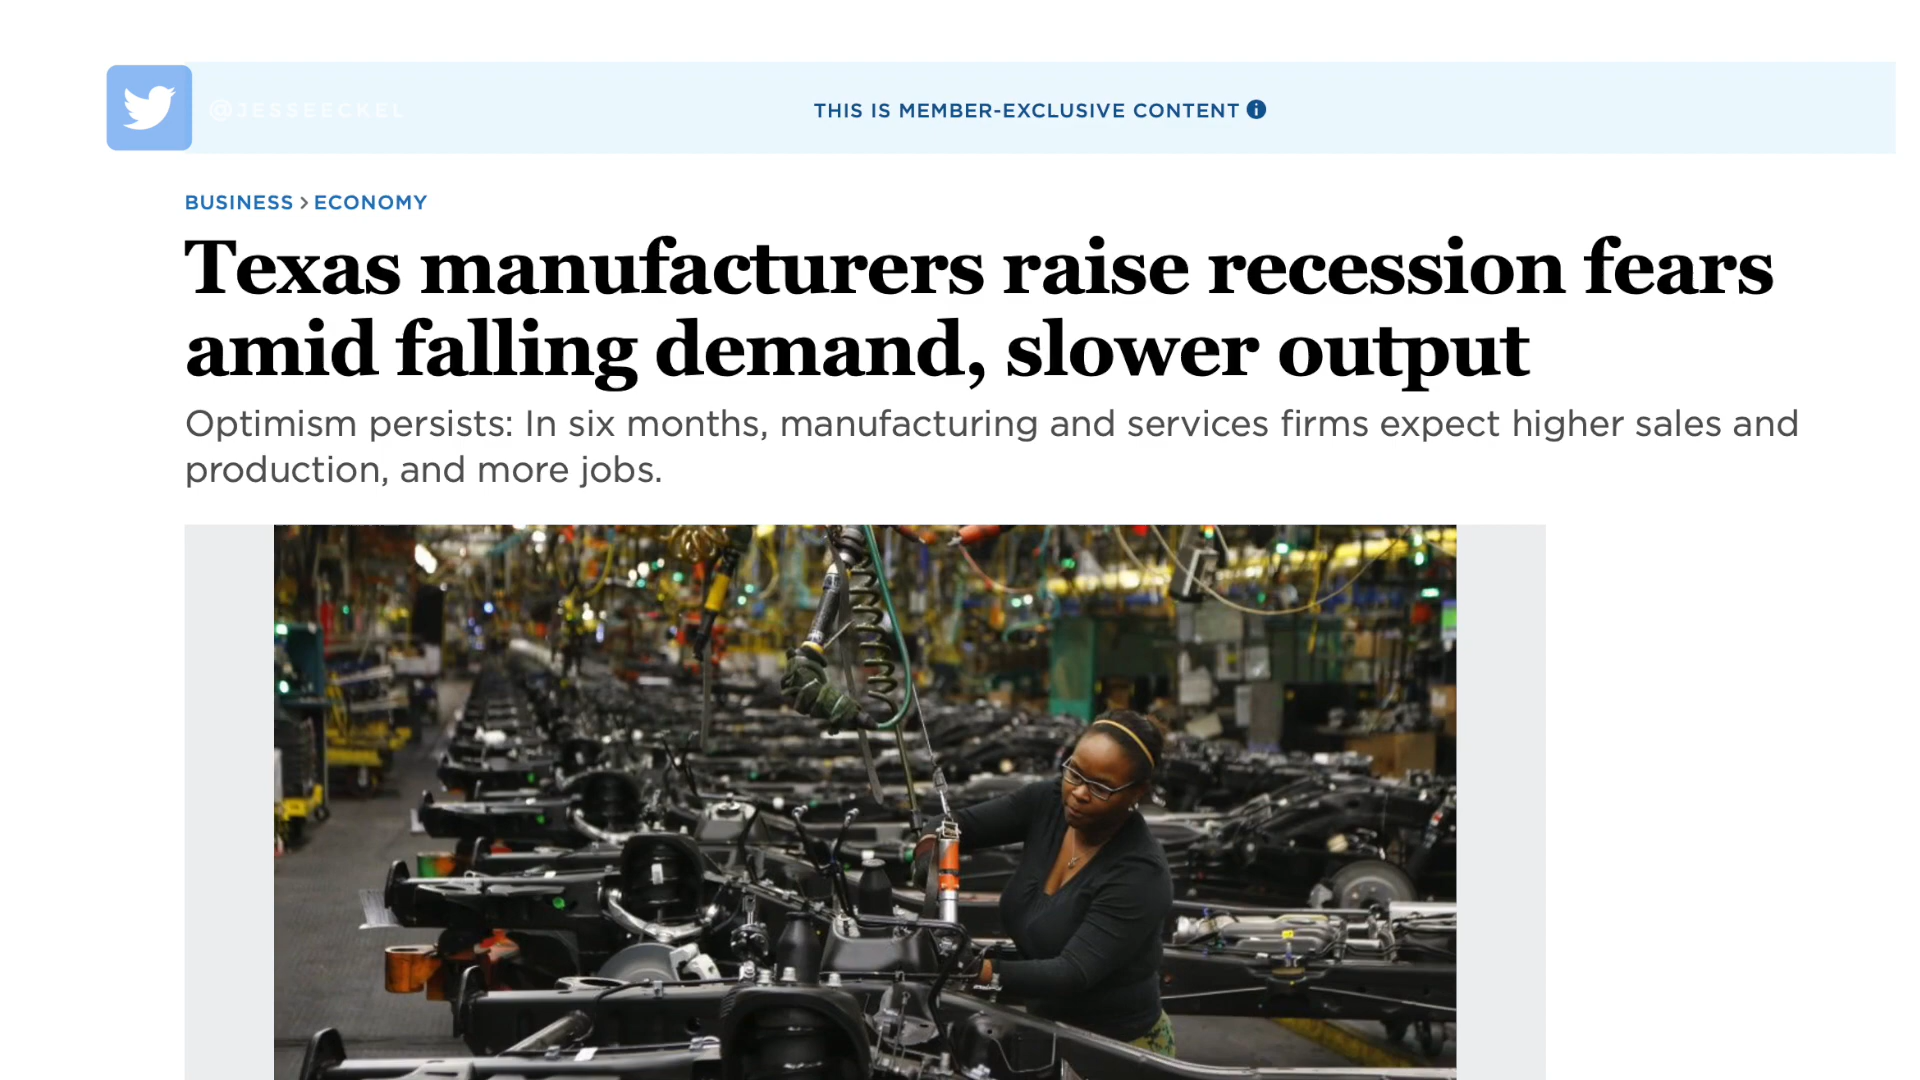 @JESSEECKEL
THIS IS MEMBER-EXCLUSIVE CONTENT
BUSINESS > ECONOMY
Texas manufacturers raise recession fears
amid falling demand, slower output
Optimism persists: In six months, manufacturing and services firms expect higher sales and
production, and more jobs.